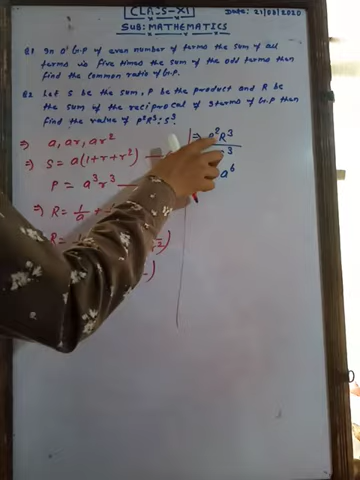 CLASS-XI Date: 21/08/2020
SUB: MATHEMATICS
Q1 In a G.P of even number of terms the sum of all
terms is five times the sum of the odd terms then
find the common ratio of G.P.
Q2 Let S be the sum, P be the product and R be
the sum of the reciprocal of 3 terms of G.P then
find the value of P²R³:S³.
⇒ a, ar, ar²
⇒ S = a(1+r+r²)
P = a³r³
⇒ R = 1/a +
R =
⇒ P²R³
3
a⁶